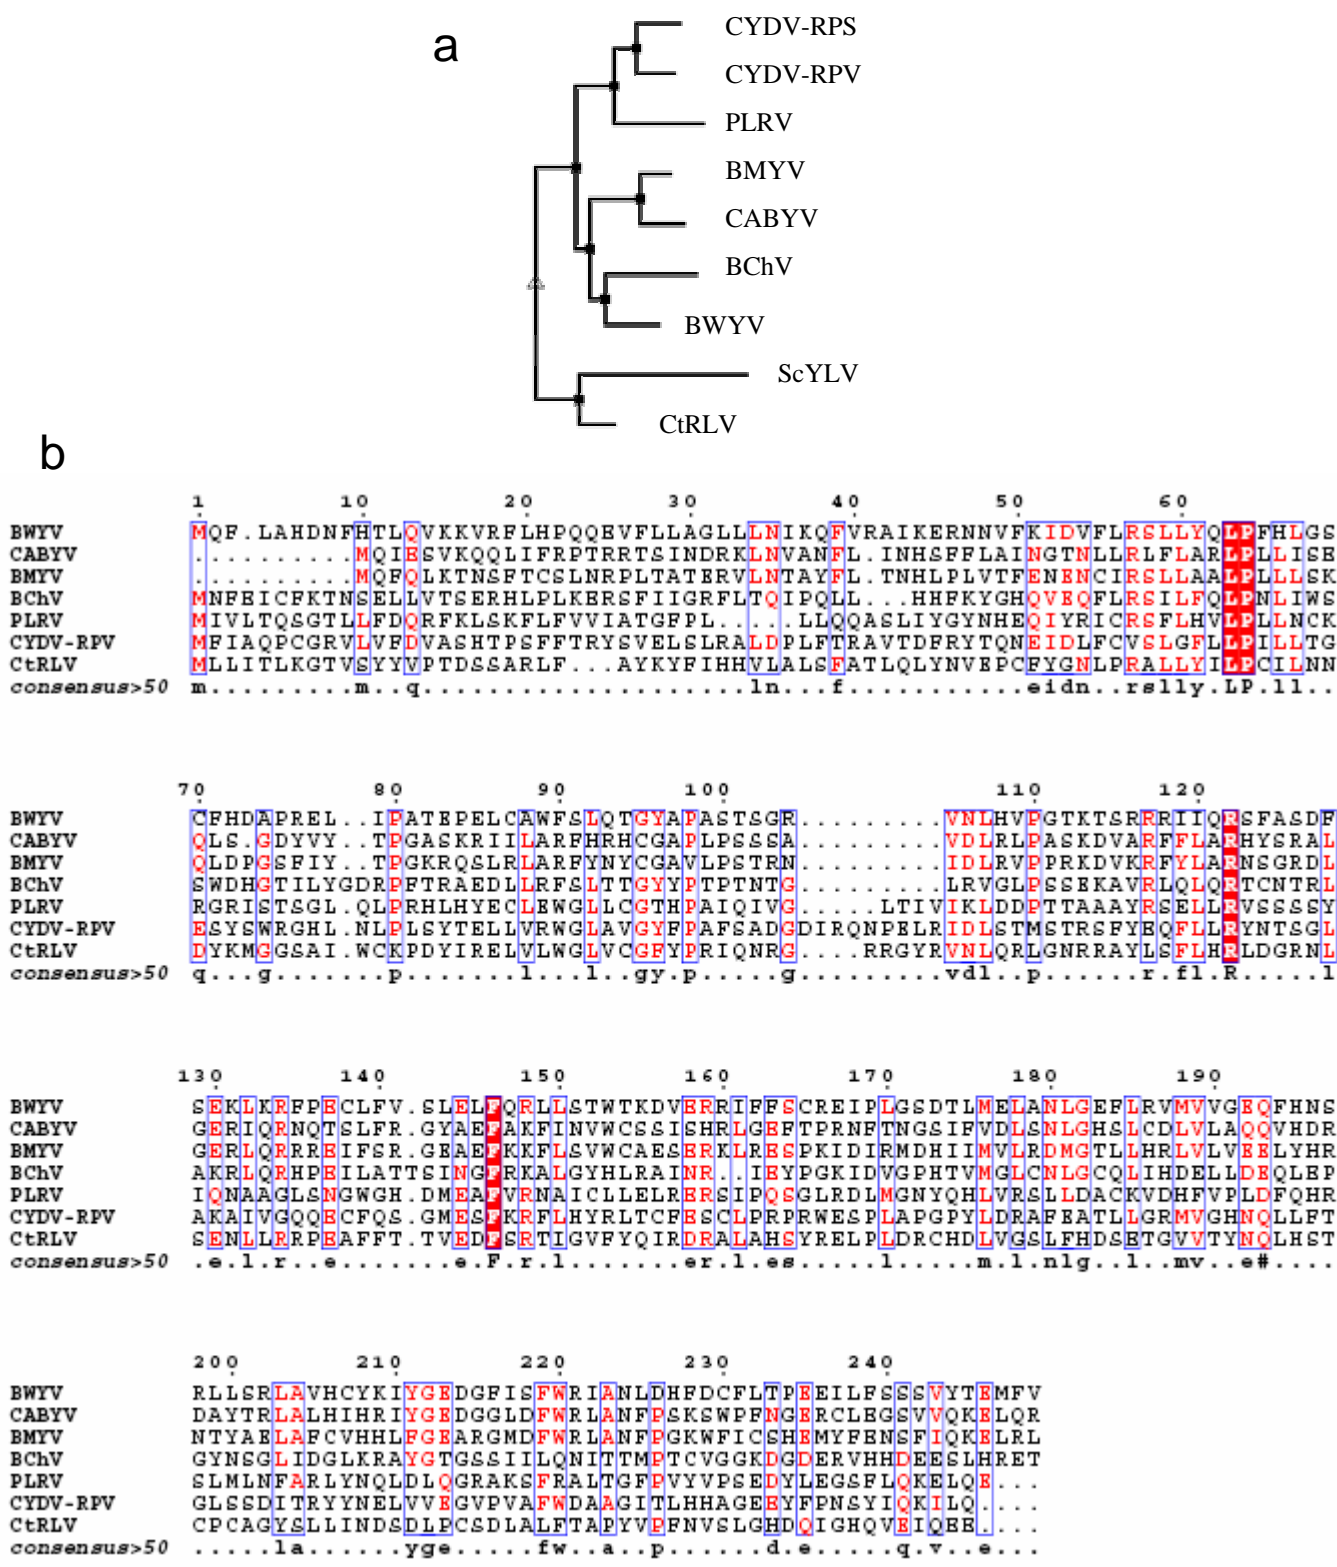 a
CYDV-RPS
CYDV-RPV
PLRV
BMYV
CABYV
BChV
BWYV
ScYLV
CtRLV
b
1 10 20 30 40 50 60
BWYV MQF.LAHDNFHTLQVKKVRFLHPQQEVFLLAGLLLNIKQFVRAIKERNNVFKIDVFLRSLLYQLPFHLGS
CABYV ..........MQIESVKQQLIFRPTRRTSINDRKLNVANFL.INHSFFLAINGTNLLRLFLARLPLLISE
BMYV ..........MQFQLKTNSFTCSLNRPLTATERVLNTAYFL.TNHLPLVTFENENCIRSLLAALPLLLSK
BChV MNFEICFKTNSELLVTSERHLPLKERSFIIGRFLTQIPQLL...HHFKYGHQVEQFLRSILFQLPNLIWS
PLRV MIVLTQSGTLLFDQRFKLSKFLFVVIATGFPL.....LLQQASLIYGYNHEQIYRICRSFLHVLPLLNCK
CYDV-RPV MFIAQPCGRVLVFDVASHTPSFFTRYSVELSLRALDPLFTRAVTDFRYTQNEIDLFCVSLGFLLPILLTG
CtRLV MLLITLKGTVSYYVPTDSSARLF...AYKYFIHHVLALSFATLQLYNVEPCFYGNLPRALLYILPCILNN
consensus>50 m.........m..q....................ln...f...........eidn..rslly.LP.ll..
70 80 90 100 110 120
BWYV CFHDAPREL..IPATEPELCAWFSLQTGYAPASTSGR.........VNLHVPGTKTSRRRIIQRSFASDF
CABYV QLS.GDYVY.TPGASKRIILARFHRHCGAPLPSSSA.........VDLRLPASKDVARFFLARHYSRAL
BMYV QLDPGSFIY.TPGKRQSLRLARFYNYCGAVLPSTRN.........IDLRVPPRKDVKRFYLARNSGRDL
BChV SWDHGTILYGDRPFTRAEDLLRFSLTTGYYPTPTNTG.........LRVGLPSSEKAVRLQLQRTCNTRL
PLRV RGRISTSGL.QLPRHLHYECLEWGLLCGTHPAIQIVG.....LTIVIKLDDPTTAAAYRSELLRVSSSSY
CYDV-RPV ESYSWRGHL.NLPLSYTELLVRWGLAVGYFPAFSADGDIRQNPELRIDLSTMSTRSFYEQFLLRYNTSGL
CtRLV DYKMGGSAI.WCKPDYIRELVLWGLVCGFYPRIQNRG....RRGYRVNLQRLGNRRAYLSFLHRLDGRNL
consensus>50 q...g.......p.......l...l..gy.p.....g.........vdl..p......r.fl.R.....l
130 140 150 160 170 180 190
BWYV SEKLKRFPECLFV.SLELFQRLLSTWTKDVERRIFFSCREIPLGSDTLMELANLGEFLRVMVVGEQFHNS
CABYV GERIQRNQTSLFR.GYAEFAKFINVWCSSISHRLGEFTPRNFTNGSIFVDLSNLGHSLCDLVLAQQVHDR
BMYV GERLQRRREIFSR.GEAEFKKFLSVWCAESERKLRESPKIDIRMDHIIMVLRDMGTLLHRLVLVEELYHR
BChV AKRLQRHPEILATTSINGFRKALGYHLRAINR..IEYPGKIDVGPHTVMGLCNLGCQLIHDELLDEQLEP
PLRV IQNAAGLSNGWGH.DMEAFVRNAICLLELRERSIPQSGLRDLMGNYQHLVRSLLDACKVDHFVPLDFQHR
CYDV-RPV AKAIVGQQECFQS.GMESFKRFLHYRLTCFESCLPRPRWESPLAPGPYLDRAFEATLLGRMVGHNQLLFT
CtRLV SENLLRRPEAFFT.TVEDFSRTIGVFYQIRDRALAHSYRELPLDRCHDLVGSLFHDSETGVVTYNQLHST
consensus>50 .e.l.r..e.......e.F.r.l.......er.l.es......l.....m.l.nlg..l..mv..e#....
200 210 220 230 240
BWYV RLLSRLAVHCYKIYGEDGFISFWRIANLDHFDCFLTPEEILFSSSVYTEMFV
CABYV DAYTRLALHIHRIYGEDGGLDFWRLANFPSKSWPFNGERCLEGSVVQKELQR
BMYV NTYAELAFCVHHLFGEARGMDFWRLANFPGKWFICSHEMYFENSFIQKELRL
BChV GYNSGLIDGLKRAYGTGSSIILQNITTMPTCVGGKDGDERVHHDEESLHRET
PLRV SLMLNFARLYNQLDLQGRAKSFRALTGFPVYVPSEDYLEGSFLQKELQE...
CYDV-RPV GLSSDITRYYNELVVEGVPVAFWDAAGITLHHAGEEYFPNSYIQKILQ....
CtRLV CPCAGYSLLINDSDLPCSDLALFTAPYVPFNVSLGHDQIGHQVEIQEE....
consensus>50 .....la......yge.......fw..a..p......d.e.....q.v..e...